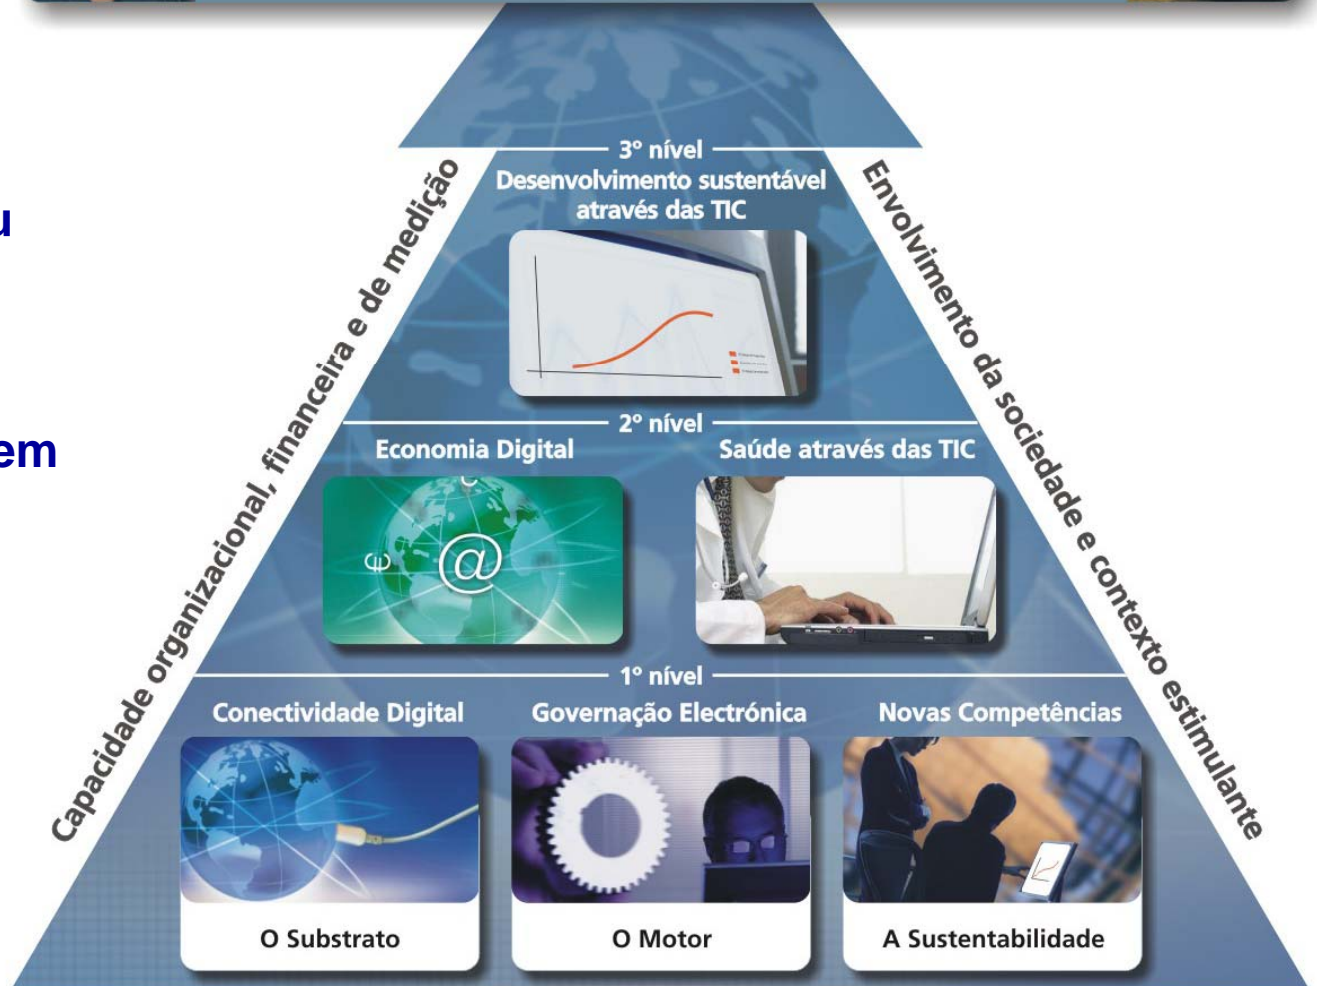 u
em
Capacidade organizacional, financeira e de medição
Envolvimento da sociedade e contexto estimulante
3º nível
Desenvolvimento sustentável
através das TIC
2º nível
Economia Digital
Saúde através das TIC
1º nível
Conectividade Digital
Governação Electrónica
Novas Competências
@
€
O Substrato
O Motor
A Sustentabilidade